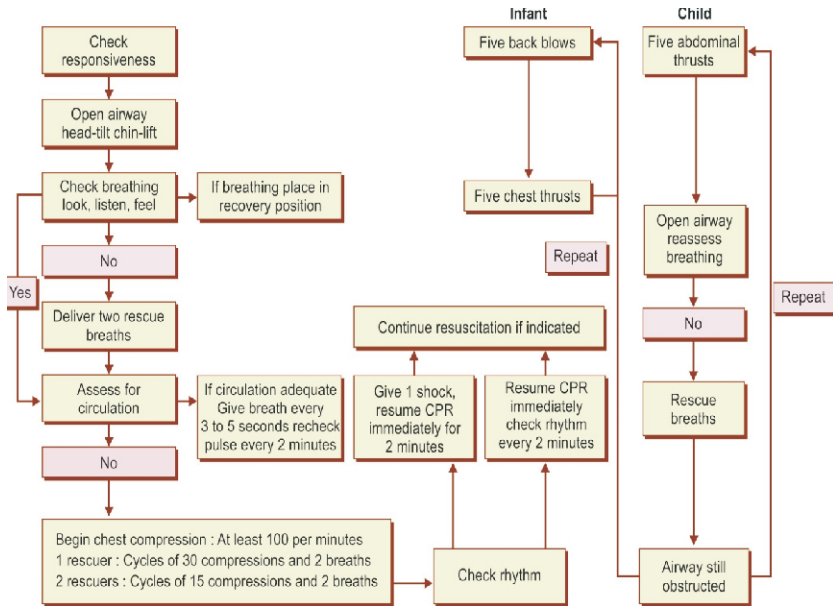 Check
responsiveness
Open airway
head-tilt chin-lift
Check breathing
look, listen, feel
If breathing place in
recovery position
No
Yes
Deliver two rescue
breaths
Assess for
circulation
If circulation adequate
Give breath every
3 to 5 seconds recheck
pulse every 2 minutes
No
Begin chest compression : At least 100 per minutes
1 rescuer : Cycles of 30 compressions and 2 breaths
2 rescuers : Cycles of 15 compressions and 2 breaths
Check rhythm
Give 1 shock,
resume CPR
immediately for
2 minutes
Resume CPR
immediately
check rhythm
every 2 minutes
Continue resuscitation if indicated
Infant
Five back blows
Five chest thrusts
Repeat
Child
Five abdominal
thrusts
Open airway
reassess
breathing
No
Rescue
breaths
Airway still
obstructed
Repeat